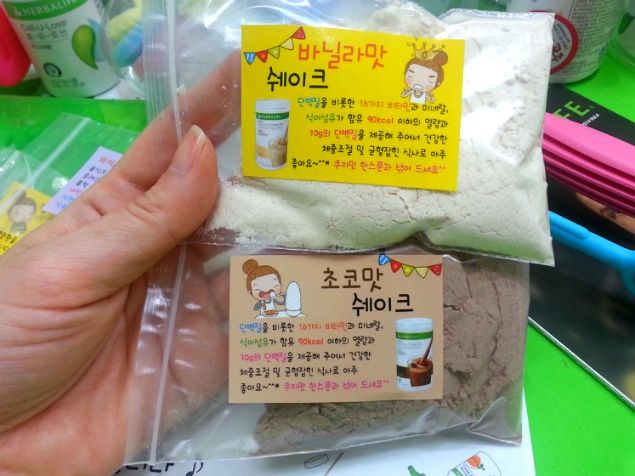 HERBALIFE
바닐라맛
쉐이크
단백질을 비롯한 16가지 비타민과 미네랄,
식이섬유가 함유 90kcal 이하의 열량과
10g의 단백질을 제공해 주어서 건강한
체중조절 및 균형잡힌 식사로 아주
좋아요~^^* 쿠키맛 한스푼과 섞어 드세요^^
초코맛
쉐이크
단백질을 비롯한 16가지 비타민과 미네랄,
식이섬유가 함유 90kcal 이하의 열량과
10g의 단백질을 제공해 주어서 건강한
체중조절 및 균형잡힌 식사로 아주
좋아요~^^* 쿠키맛 한스푼과 섞어 드세요^^